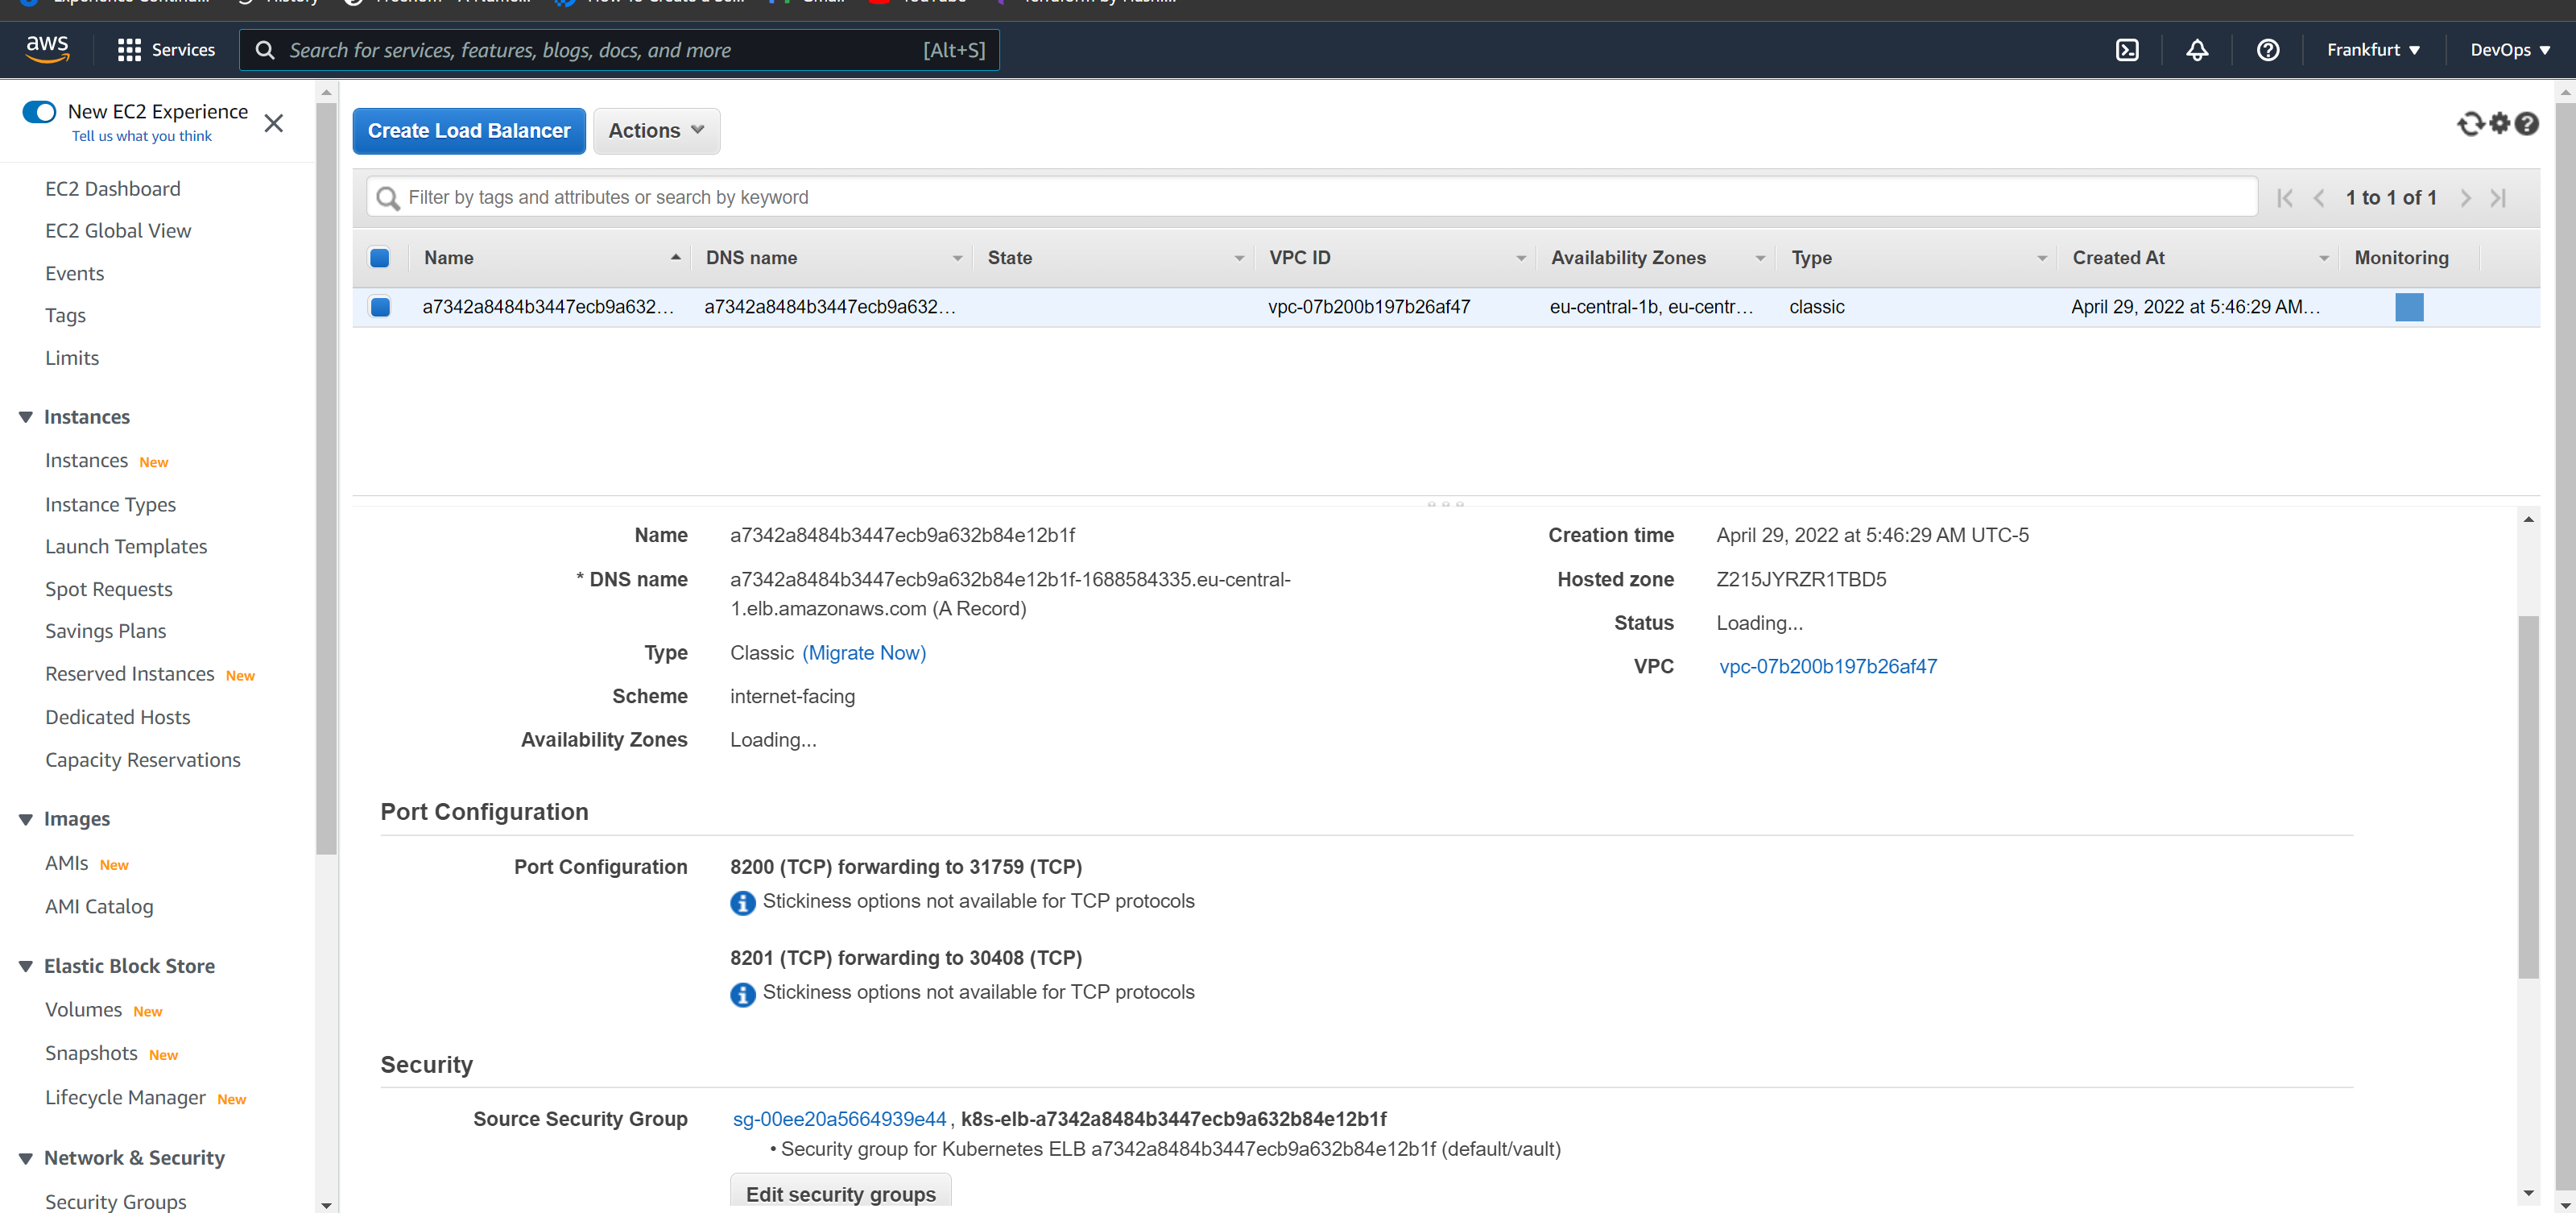 History
YouTube
aws
Services
Search for services, features, blogs, docs, and more
[Alt+S]
Frankfurt
DevOps
New EC2 Experience
Tell us what you think
EC2 Dashboard
EC2 Global View
Events
Tags
Limits
Instances
Instances New
Instance Types
Launch Templates
Spot Requests
Savings Plans
Reserved Instances New
Dedicated Hosts
Capacity Reservations
Images
AMIs New
AMI Catalog
Elastic Block Store
Volumes New
Snapshots New
Lifecycle Manager New
Network & Security
Security Groups
Create Load Balancer
Actions
Filter by tags and attributes or search by keyword
1 to 1 of 1
Name DNS name State VPC ID Availability Zones Type Created At Monitoring
a7342a8484b3447ecb9a632... a7342a8484b3447ecb9a632... vpc-07b200b197b26af47 eu-central-1b, eu-centr... classic April 29, 2022 at 5:46:29 AM...
Name a7342a8484b3447ecb9a632b84e12b1f
* DNS name a7342a8484b3447ecb9a632b84e12b1f-1688584335.eu-central-
1.elb.amazonaws.com (A Record)
Type Classic (Migrate Now)
Scheme internet-facing
Availability Zones Loading...
Creation time April 29, 2022 at 5:46:29 AM UTC-5
Hosted zone Z215JYRZR1TBD5
Status Loading...
VPC vpc-07b200b197b26af47
Port Configuration
Port Configuration 8200 (TCP) forwarding to 31759 (TCP)
Stickiness options not available for TCP protocols
8201 (TCP) forwarding to 30408 (TCP)
Stickiness options not available for TCP protocols
Security
Source Security Group sg-00ee20a5664939e44 , k8s-elb-a7342a8484b3447ecb9a632b84e12b1f
• Security group for Kubernetes ELB a7342a8484b3447ecb9a632b84e12b1f (default/vault)
Edit security groups